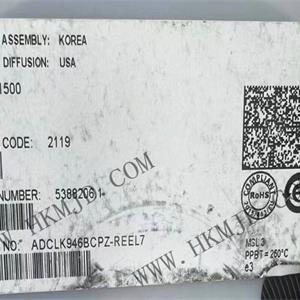 ASSEMBLY: KOREA
DIFFUSION: USA
1500
CODE: 2119
COMPLIANT
RoHS
NUMBER: 5388206.1
NO. ADCLK946BCPZ-REEL7
MSL 3
PPBT = 260°C
e3
WWW.HKMJD.COM